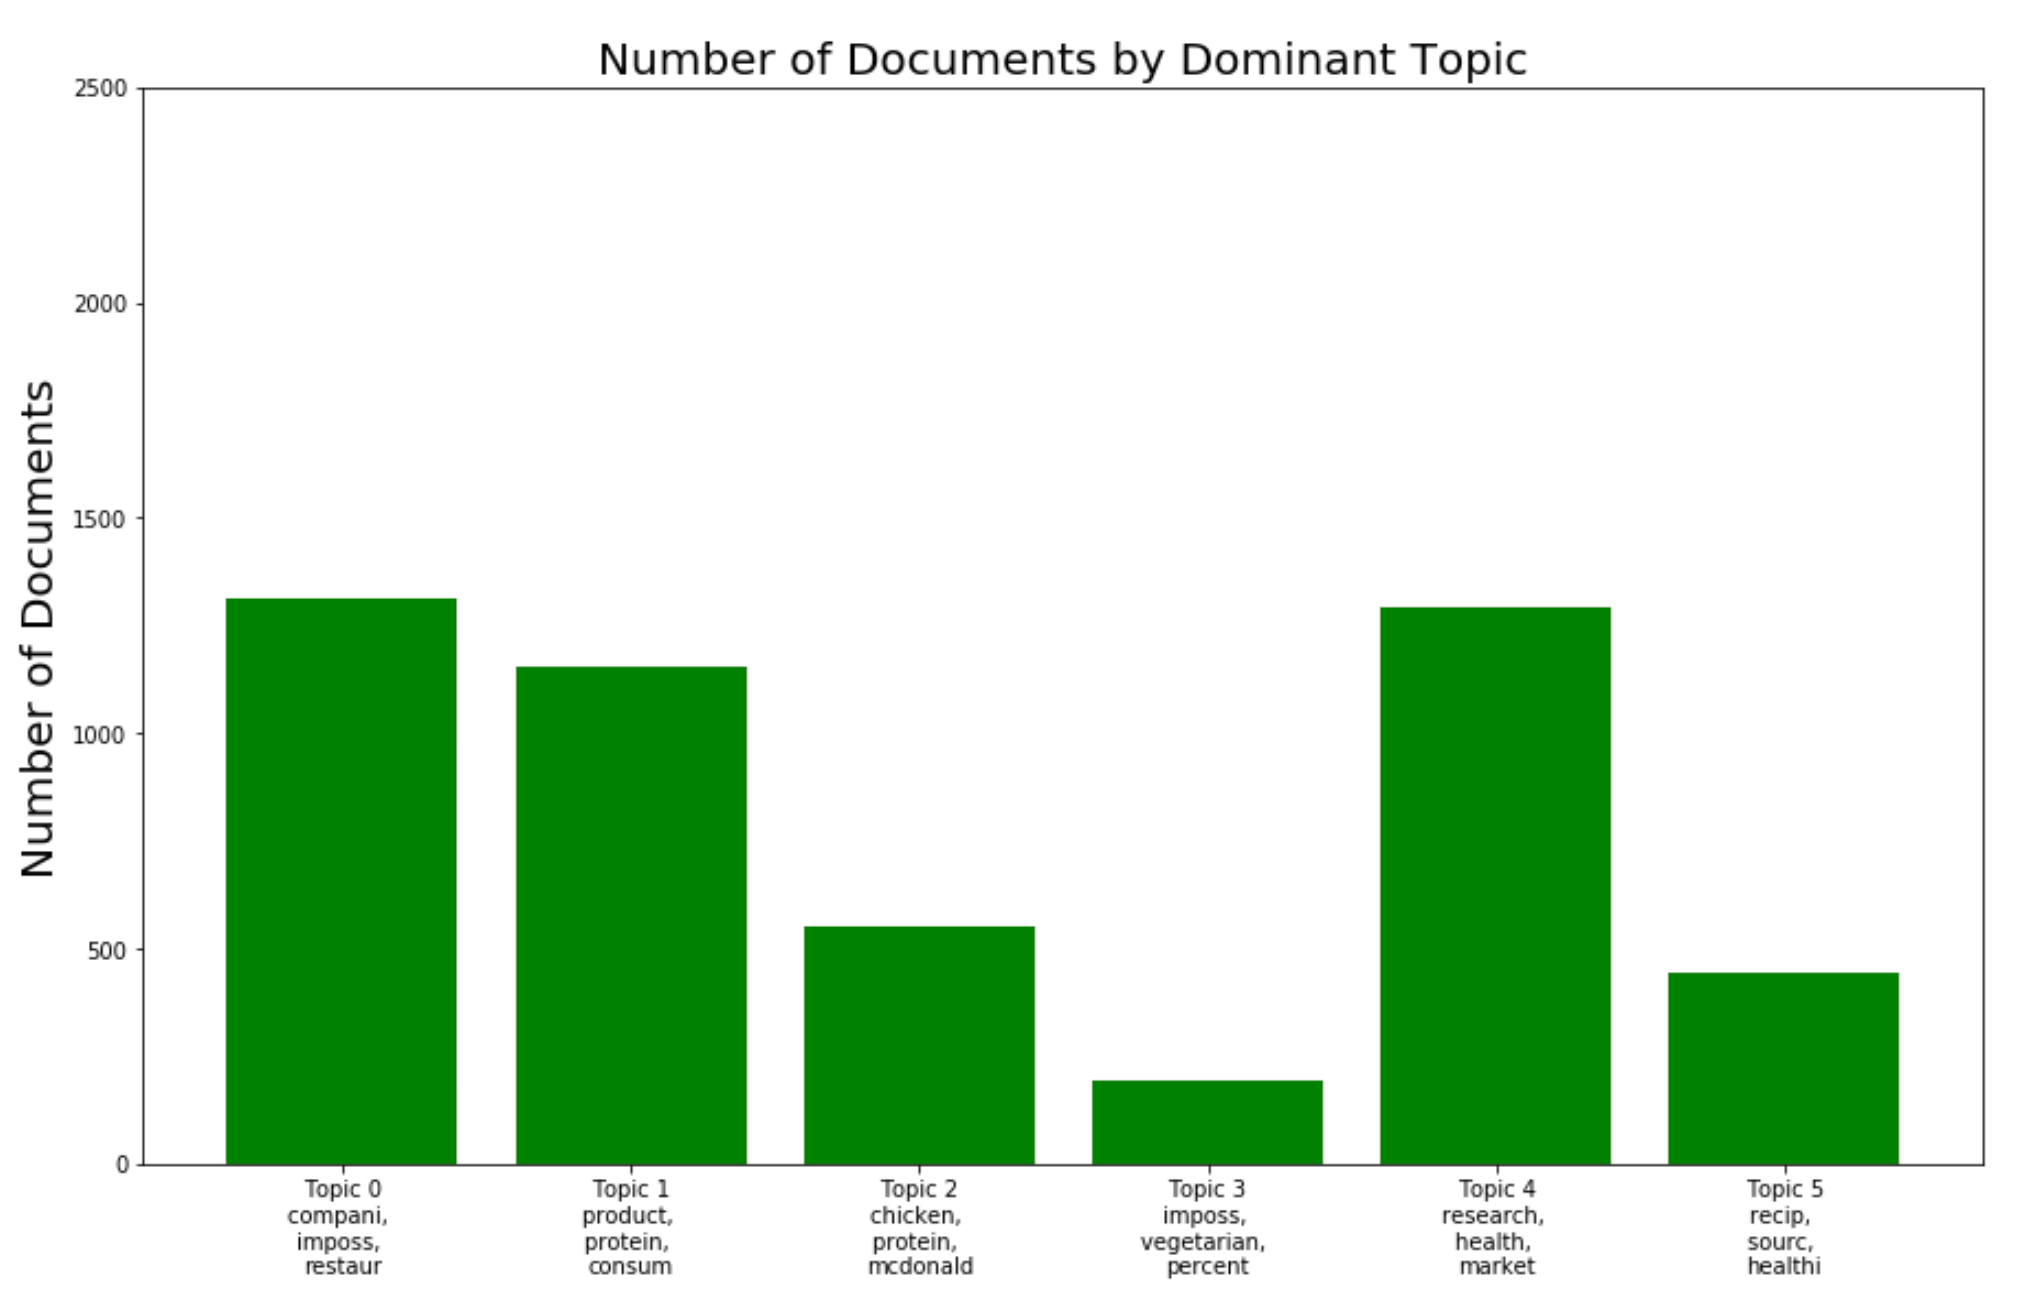 Number of Documents by Dominant Topic
Number of Documents
2500
2000
1500
1000
500
0
Topic 0
compani,
imposs,
restaur
Topic 1
product,
protein,
consum
Topic 2
chicken,
protein,
mcdonald
Topic 3
imposs,
vegetarian,
percent
Topic 4
research,
health,
market
Topic 5
recip,
sourc,
healthi